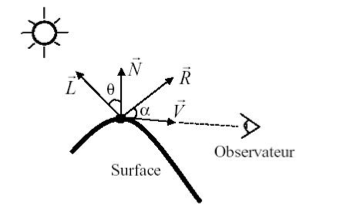 N⃗
L⃗
θ
R⃗
α
V⃗
Observateur
Surface